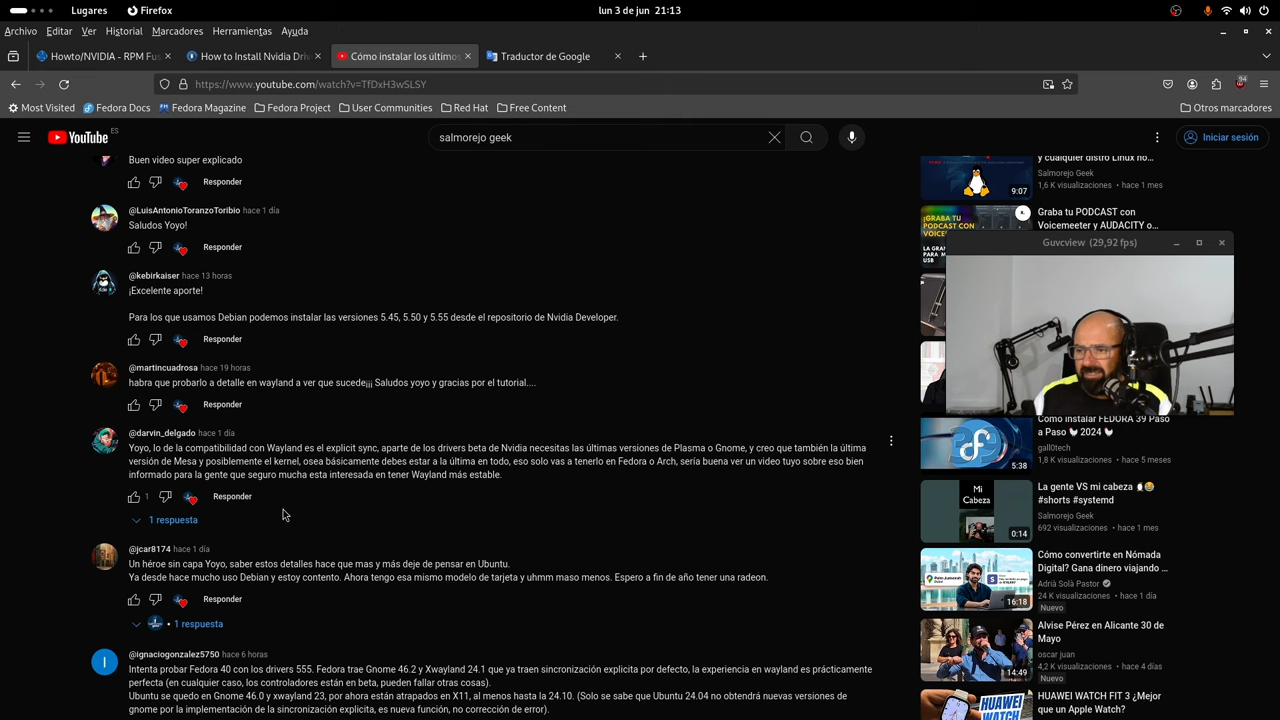 Lugares
Firefox
lun 3 de jun 21:13
Archivo Editar Ver Historial Marcadores Herramientas Ayuda
Howto/NVIDIA - RPM Fus
How to Install Nvidia Driv
Cómo instalar los últimos
Traductor de Google
https://www.youtube.com/watch?v=TfDxH3wSLSY
94
Most Visited
Fedora Docs
Fedora Magazine
Fedora Project
User Communities
Red Hat
Free Content
Otros marcadores
YouTube
ES
salmorejo geek
Iniciar sesión
Buen video super explicado
Responder
@LuisAntonioToranzoToribio hace 1 día
Saludos Yoyo!
Responder
@kebirkaiser hace 13 horas
¡Excelente aporte!
Para los que usamos Debian podemos instalar las versiones 5.45, 5.50 y 5.55 desde el repositorio de Nvidia Developer.
Responder
@martincuadrosa hace 19 horas
habra que probarlo a detalle en wayland a ver que sucede¡¡¡ Saludos yoyo y gracias por el tutorial....
Responder
@darvin_delgado hace 1 día
Yoyo, lo de la compatibilidad con Wayland es el explicit sync, aparte de los drivers beta de Nvidia necesitas las últimas versiones de Plasma o Gnome, y creo que también la última
versión de Mesa y posiblemente el kernel, osea básicamente debes estar a la última en todo, eso solo vas a tenerlo en Fedora o Arch, sería buena ver un video tuyo sobre eso bien
informado para la gente que seguro mucha esta interesada en tener Wayland más estable.
1
Responder
1 respuesta
@jcar8174 hace 1 día
Un héroe sin capa Yoyo, saber estos detalles hace que mas y más deje de pensar en Ubuntu.
Ya desde hace mucho uso Debian y estoy contento. Ahora tengo esa mismo modelo de tarjeta y uhmm maso menos. Espero a fin de año tener una radeon.
Responder
1 respuesta
I
@ignaciogonzalez5750 hace 6 horas
Intenta probar Fedora 40 con los drivers 555. Fedora trae Gnome 46.2 y Xwayland 24.1 que ya traen sincronización explicita por defecto, la experiencia en wayland es prácticamente
perfecta (en cualquier caso, los controladores están en beta, pueden fallar otras cosas).
Ubuntu se quedo en Gnome 46.0 y xwayland 23, por ahora están atrapados en X11, al menos hasta la 24.10. (Solo se sabe que Ubuntu 24.04 no obtendrá nuevas versiones de
gnome por la implementación de la sincronización explicita, es nueva función, no corrección de error).
y cualquier distro Linux no...
Salmorejo Geek
1,6 K visualizaciones • hace 1 mes
9:07
¡GRABA TU
PODCAST CON
VOICEMEETER
Graba tu PODCAST con
Voicemeeter y AUDACITY o...
Guvcview (29,92 fps)
Cómo instalar FEDORA 39 Paso
a Paso 2024
gall0tech
1,8 K visualizaciones • hace 5 meses
5:38
Mi
Cabeza
0:14
La gente VS mi cabeza
#shorts #systemd
Salmorejo Geek
692 visualizaciones • hace 1 mes
16:18
Cómo convertirte en Nómada
Digital? Gana dinero viajando ...
Adrià Solà Pastor
24 K visualizaciones • hace 1 día
Nuevo
14:49
Alvise Pérez en Alicante 30 de
Mayo
oscar juan
4,2 K visualizaciones • hace 4 días
Nuevo
HUAWEI
WATCH
HUAWEI WATCH FIT 3 ¿Mejor
que un Apple Watch?